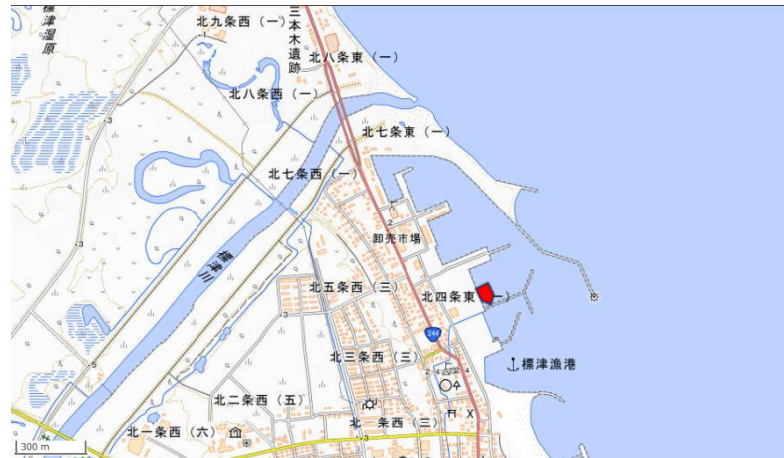 北九条西（一）
三本木遺跡
標津湿原
北八条東（一）
北八条西（一）
北七条東（一）
北七条西（一）
標津川
卸売市場
北五条西（三）
北四条東（一）
244
北三条西（三）
標津漁港
北二条西（五）
北一条西（六）
北一条西（三）
300 m